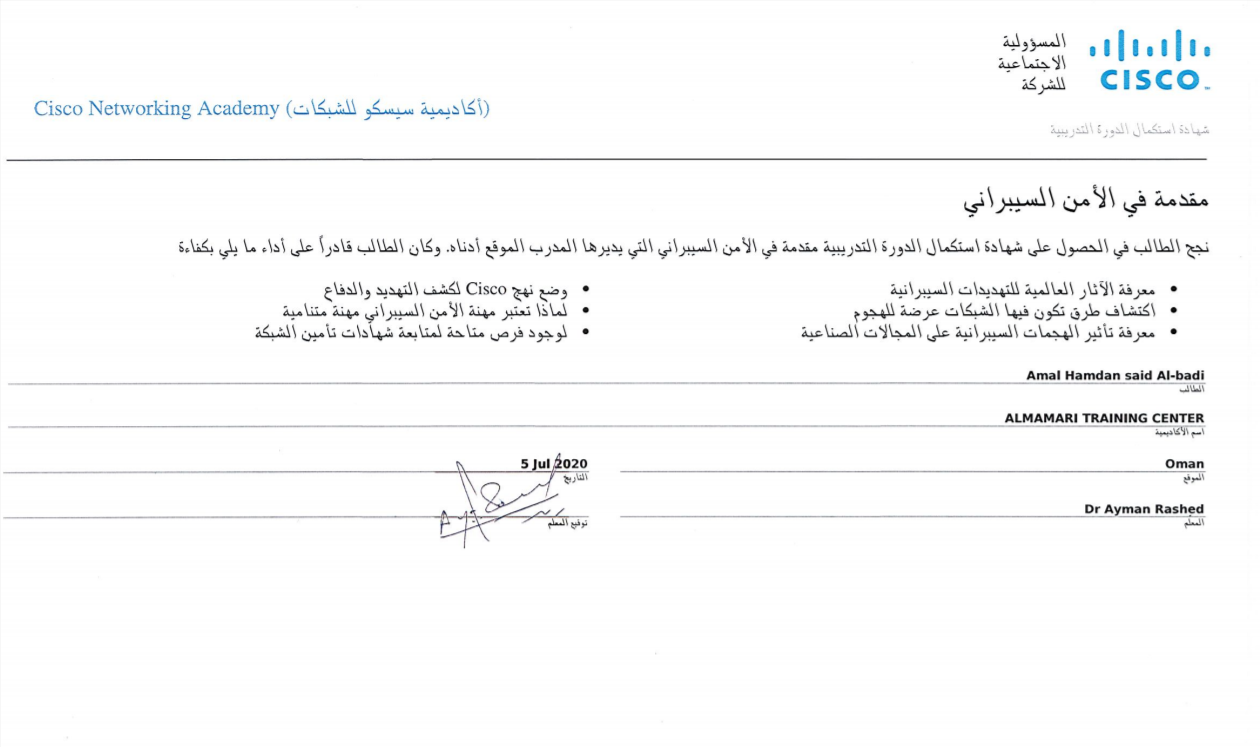 المسؤولية
الاجتماعية
للشركة
CISCO
Cisco Networking Academy (أكاديمية سيسكو للشبكات)
شهادة استكمال الدورة التدريبية
مقدمة في الأمن السيبراني
نجح الطالب في الحصول على شهادة استكمال الدورة التدريبية مقدمة في الأمن السيبراني التي يديرها المدرب الموقع أدناه. وكان الطالب قادراً على أداء ما يلي بكفاءة
• معرفة الآثار العالمية للتهديدات السيبرانية
• اكتشاف طرق تكون فيها الشبكات عرضة للهجوم
• معرفة تأثير الهجمات السيبرانية على المجالات الصناعية
• وضع نهج Cisco لكشف التهديد والدفاع
• لماذا تعتبر مهنة الأمن السيبراني مهنة متنامية
• لوجود فرص متاحة لمتابعة شهادات تأمين الشبكة
Amal Hamdan said Al-badi
الطالب
ALMAMARI TRAINING CENTER
اسم الأكاديمية
Oman
الموقع
5 Jul 2020
التاريخ
Dr Ayman Rashed
المعلم
توقيع المعلم